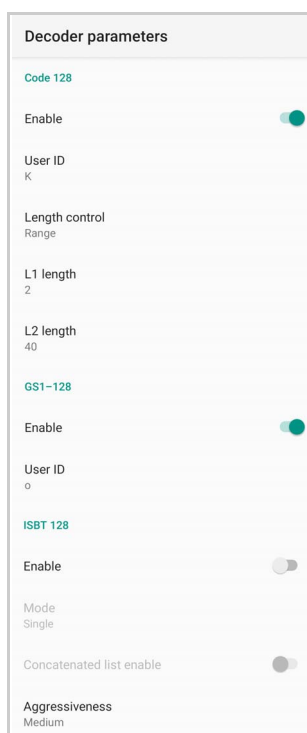 Decoder parameters
Code 128
Enable
User ID
K
Length control
Range
L1 length
2
L2 length
40
GS1-128
Enable
User ID
o
ISBT 128
Enable
Mode
Single
Concatenated list enable
Aggressiveness
Medium